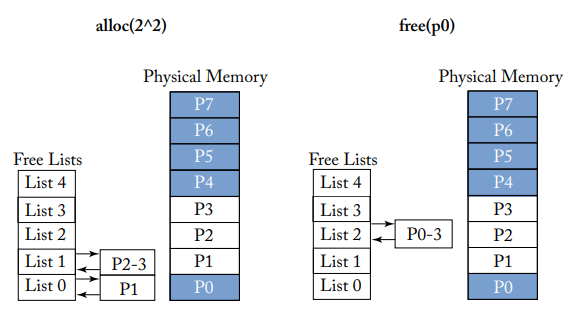 alloc(2^2)
Physical Memory
P7
P6
P5
P4
P3
P2
P1
P0
Free Lists
List 4
List 3
List 2
List 1
List 0
P2-3
P1
free(p0)
Physical Memory
P7
P6
P5
P4
P3
P2
P1
P0
Free Lists
List 4
List 3
List 2
List 1
List 0
P0-3